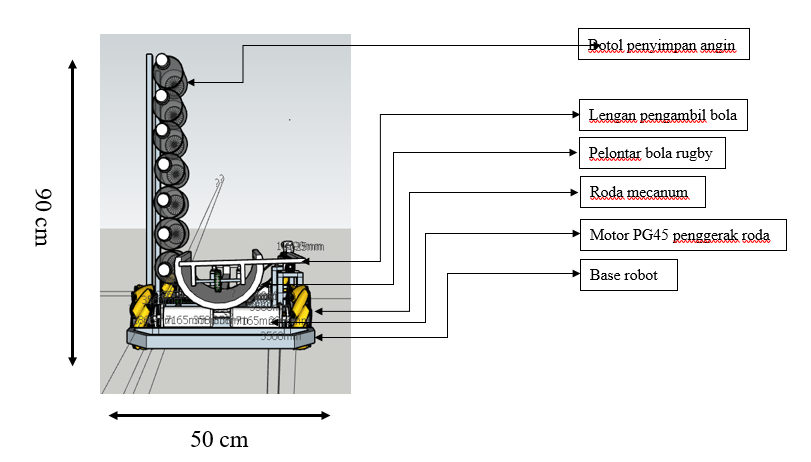 Botol penyimpan angin
Lengan pengambil bola
Pelontar bola rugby
Roda mecanum
Motor PG45 penggerak roda
Base robot
90 cm
50 cm